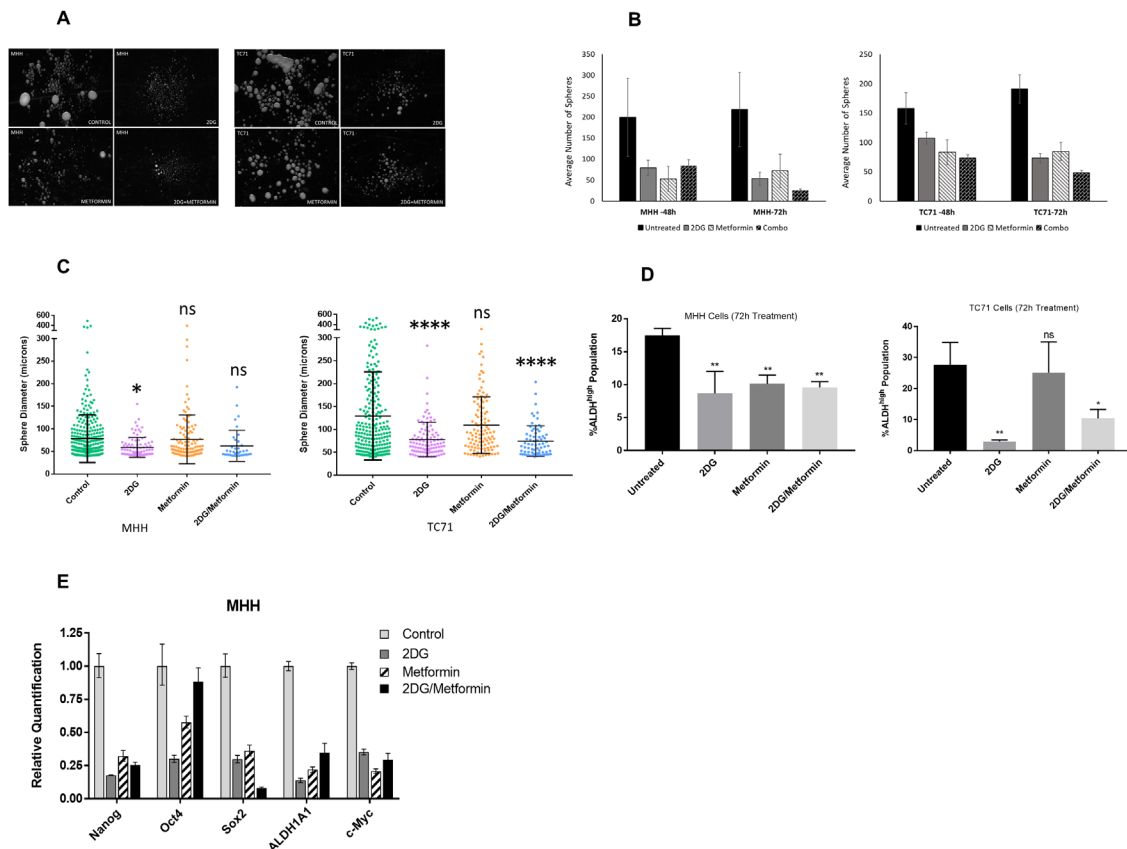 A
MHH
CONTROL
MHH
2DG
MHH
METFORMIN
MHH
2DG+METFORMIN
TC71
CONTROL
TC71
2DG
TC71
METFORMIN
TC71
2DG+METFORMIN
B
Average Number of Spheres
350
300
250
200
150
100
50
0
MHH -48h
MHH-72h
Untreated 2DG Metformin Combo
Average Number of Spheres
350
300
250
200
150
100
50
0
TC71 -48h
TC71-72h
Untreated 2DG Metformin Combo
C
Sphere Diameter (microns)
600
400
300
250
200
150
100
50
0
*
ns
ns
Control
2DG
Metformin
2DG/Metformin
MHH
Sphere Diameter (microns)
600
400
300
250
200
150
100
50
0
****
ns
****
Control
2DG
Metformin
2DG/Metformin
TC71
D
MHH Cells (72h Treatment)
%ALDHhigh Population
20
15
10
5
0
**
**
**
Untreated
2DG
Metformin
2DG/Metformin
TC71 Cells (72h Treatment)
%ALDHhigh Population
40
30
20
10
0
**
ns
*
Untreated
2DG
Metformin
2DG/Metformin
E
MHH
Relative Quantification
1.25
1.00
0.75
0.50
0.25
0.00
Nanog
Oct4
Sox2
ALDH1A1
c-Myc
Control
2DG
Metformin
2DG/Metformin